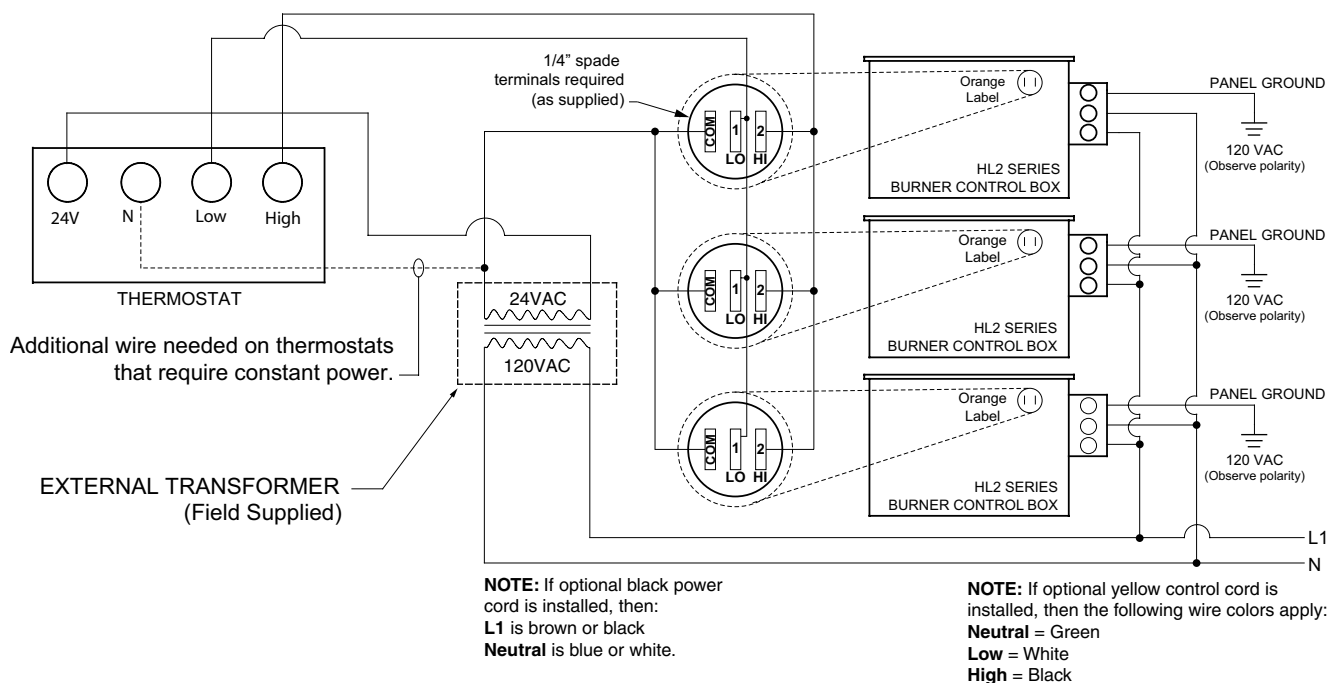 1/4” spade
terminals required
(as supplied)
COM
1
2
LO
HI
Orange
Label
HL2 SERIES
BURNER CONTROL BOX
PANEL GROUND
120 VAC
(Observe polarity)
24V
N
Low
High
THERMOSTAT
COM
1
2
LO
HI
Orange
Label
HL2 SERIES
BURNER CONTROL BOX
PANEL GROUND
120 VAC
(Observe polarity)
Additional wire needed on thermostats
that require constant power.
24VAC
120VAC
EXTERNAL TRANSFORMER
(Field Supplied)
COM
1
2
LO
HI
Orange
Label
HL2 SERIES
BURNER CONTROL BOX
PANEL GROUND
120 VAC
(Observe polarity)
L1
N
NOTE: If optional black power
cord is installed, then:
L1 is brown or black
Neutral is blue or white.
NOTE: If optional yellow control cord is
installed, then the following wire colors apply:
Neutral = Green
Low = White
High = Black